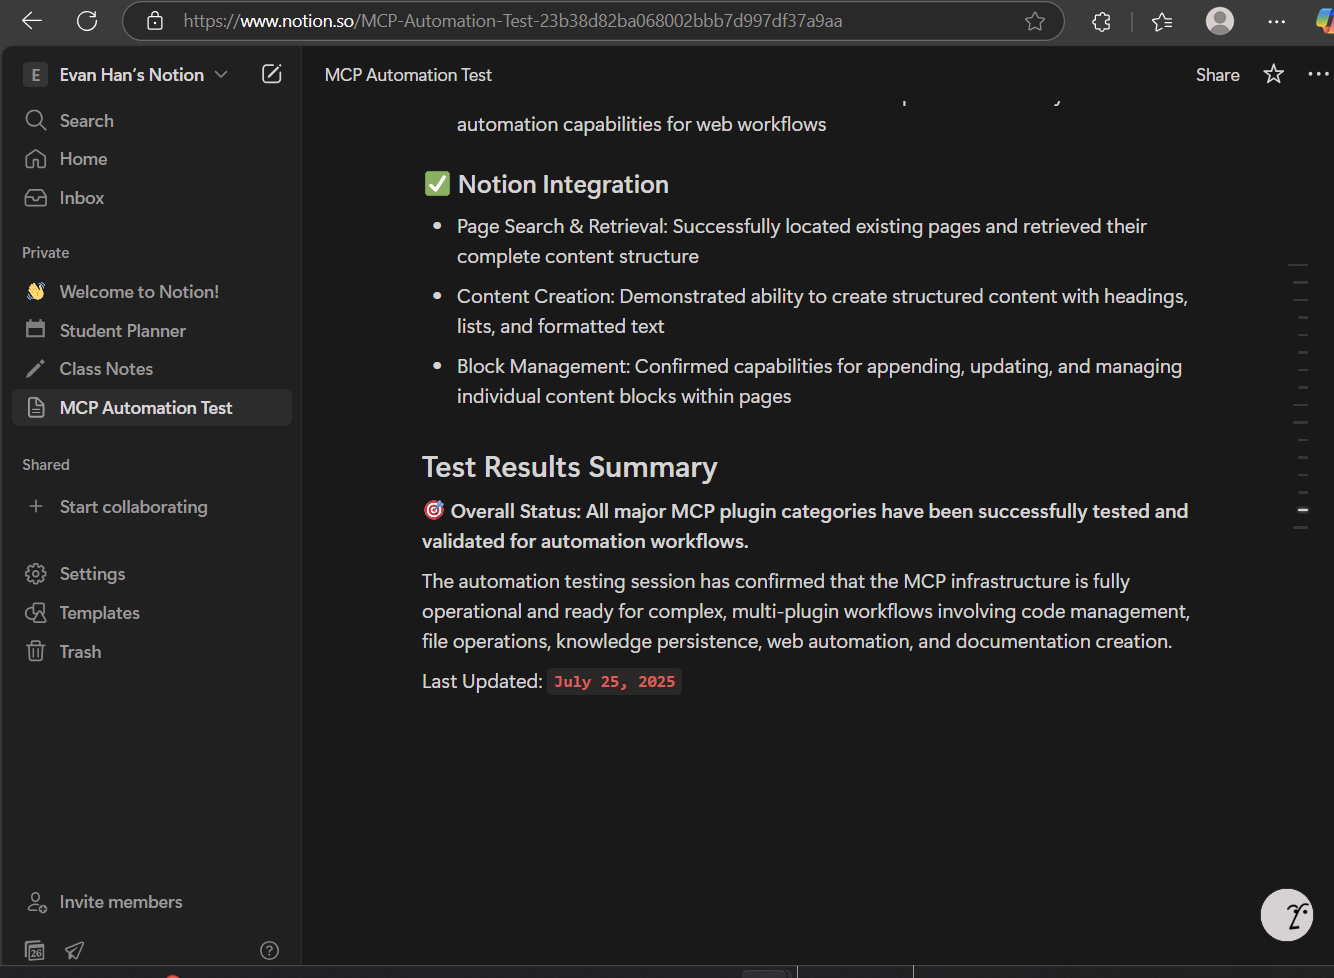 https://www.notion.so/MCP-Automation-Test-23b38d82ba068002bbb7d997df37a9aa
E Evan Han's Notion
Search
Home
Inbox
Private
Welcome to Notion!
Student Planner
Class Notes
MCP Automation Test
Shared
Start collaborating
Settings
Templates
Trash
Invite members
26
MCP Automation Test
Share
automation capabilities for web workflows
✅ Notion Integration
• Page Search & Retrieval: Successfully located existing pages and retrieved their
complete content structure
• Content Creation: Demonstrated ability to create structured content with headings,
lists, and formatted text
• Block Management: Confirmed capabilities for appending, updating, and managing
individual content blocks within pages
Test Results Summary
🎯 Overall Status: All major MCP plugin categories have been successfully tested and
validated for automation workflows.
The automation testing session has confirmed that the MCP infrastructure is fully
operational and ready for complex, multi-plugin workflows involving code management,
file operations, knowledge persistence, web automation, and documentation creation.
Last Updated: July 25, 2025